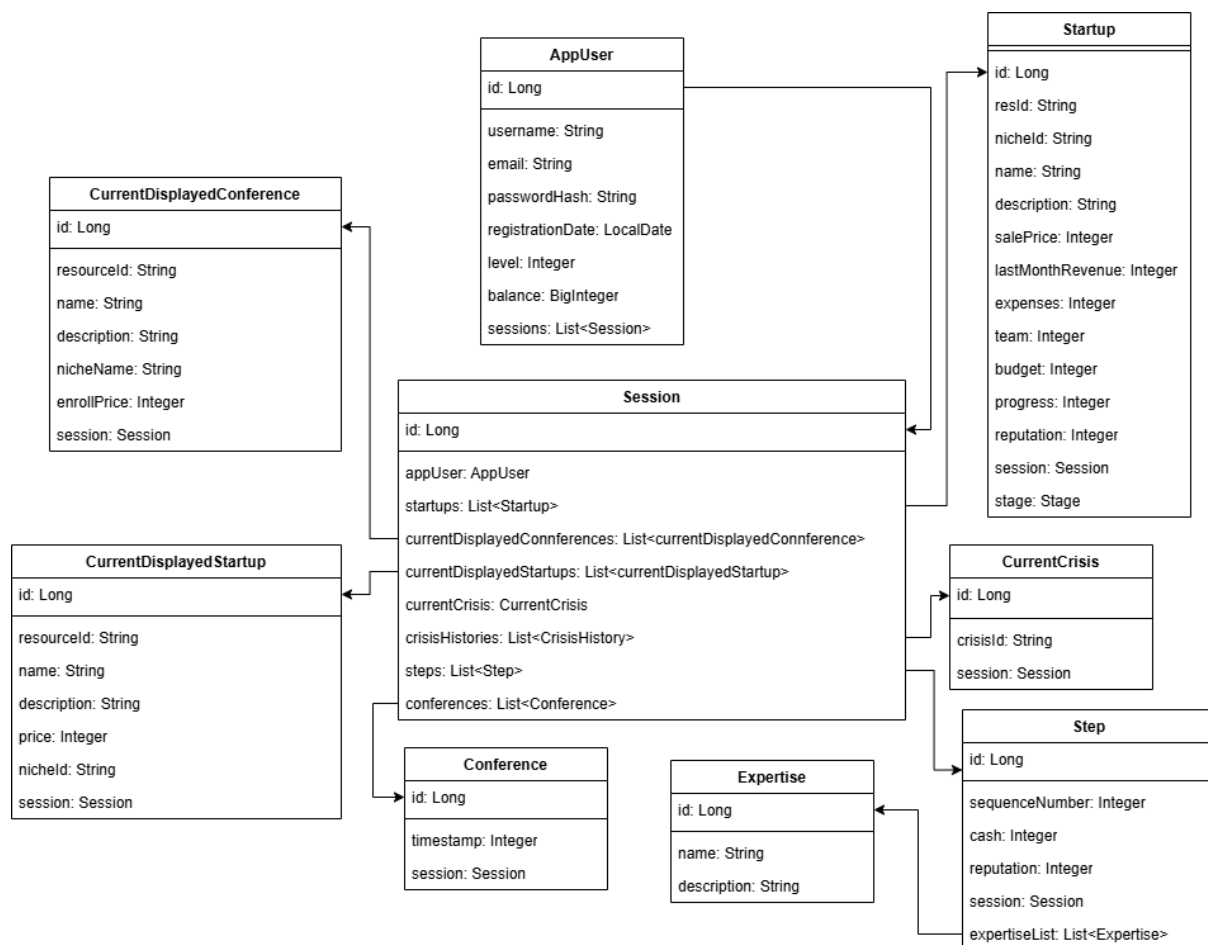 AppUser
id: Long
username: String
email: String
passwordHash: String
registrationDate: LocalDate
level: Integer
balance: BigInteger
sessions: List<Session>
Startup
id: Long
resId: String
nicheId: String
name: String
description: String
salePrice: Integer
lastMonthRevenue: Integer
expenses: Integer
team: Integer
budget: Integer
progress: Integer
reputation: Integer
session: Session
stage: Stage
CurrentDisplayedConference
id: Long
resourceId: String
name: String
description: String
nicheName: String
enrollPrice: Integer
session: Session
Session
id: Long
appUser: AppUser
startups: List<Startup>
currentDisplayedConnferences: List<currentDisplayedConnference>
currentDisplayedStartups: List<currentDisplayedStartup>
currentCrisis: CurrentCrisis
crisisHistories: List<CrisisHistory>
steps: List<Step>
conferences: List<Conference>
CurrentDisplayedStartup
id: Long
resourceId: String
name: String
description: String
price: Integer
nicheId: String
session: Session
CurrentCrisis
id: Long
crisisId: String
session: Session
Conference
id: Long
timestamp: Integer
session: Session
Expertise
id: Long
name: String
description: String
Step
id: Long
sequenceNumber: Integer
cash: Integer
reputation: Integer
session: Session
expertiseList: List<Expertise>